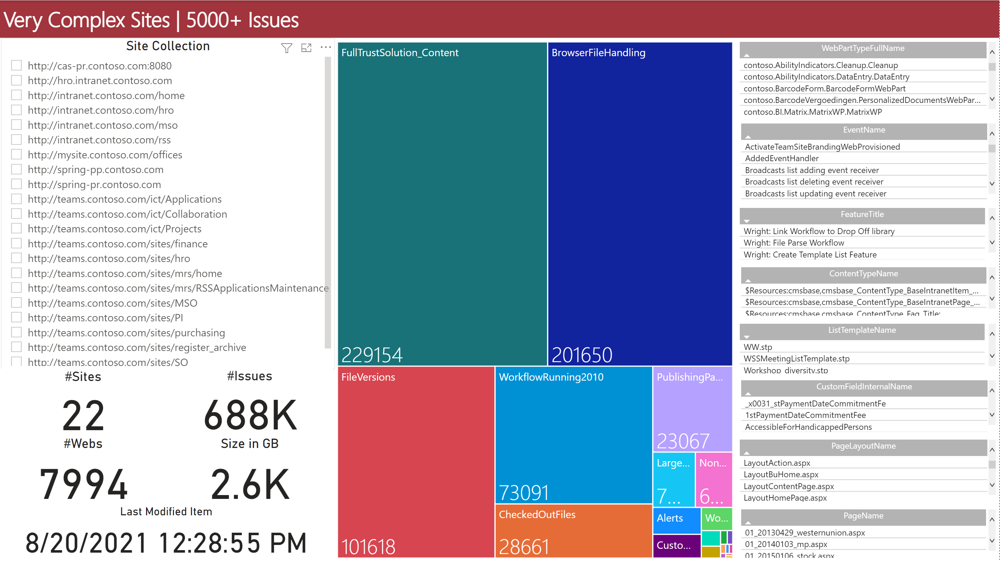 Very Complex Sites | 5000+ Issues
Site Collection
http://cas-pr.contoso.com:8080
http://hro.intranet.contoso.com
http://intranet.contoso.com/home
http://intranet.contoso.com/hro
http://intranet.contoso.com/mso
http://intranet.contoso.com/rss
http://mysite.contoso.com/offices
http://spring-pp.contoso.com
http://spring-pr.contoso.com
http://teams.contoso.com/ict/Applications
http://teams.contoso.com/ict/Collaboration
http://teams.contoso.com/ict/Projects
http://teams.contoso.com/sites/finance
http://teams.contoso.com/sites/hro
http://teams.contoso.com/sites/mrs/home
http://teams.contoso.com/sites/mrs/RSSApplicationsMaintenance
http://teams.contoso.com/sites/MSO
http://teams.contoso.com/sites/PI
http://teams.contoso.com/sites/purchasing
http://teams.contoso.com/sites/register_archive
http://teams.contoso.com/sites/SO
#Sites
22
#Issues
688K
#Webs
7994
Size in GB
2.6K
Last Modified Item
8/20/2021 12:28:55 PM
FullTrustSolution_Content
229154
BrowserFileHandling
201650
FileVersions
101618
WorkflowRunning2010
73091
CheckedOutFiles
28661
PublishingPa...
23067
Large...
7...
Non...
6...
Alerts
Wo...
Custo...
WebPartTypeFullName
contoso.AbilityIndicators.Cleanup.Cleanup
contoso.AbilityIndicators.DataEntry.DataEntry
contoso.BarcodeForm.BarcodeFormWebPart
contoso.BarcodeVergoedingen.PersonalizedDocumentsWebPar...
contoso.BI.Matrix.MatrixWP.MatrixWP
EventName
ActivateTeamSiteBrandingWebProvisioned
AddedEventHandler
Broadcasts list adding event receiver
Broadcasts list deleting event receiver
Broadcasts list updating event receiver
FeatureTitle
Wright: Link Workflow to Drop Off library
Wright: File Parse Workflow
Wright: Create Template List Feature
ContentTypeName
$Resources:cmsbase,cmsbase_ContentType_BaseIntranetItem_...
$Resources:cmsbase,cmsbase_ContentType_BaseIntranetPage_...
$Resources:cmsbase,cmsbase_ContentType_Faq_Title;
ListTemplateName
WW.stp
WSSMeetingListTemplate.stp
Workshop_diversity.stp
CustomFieldInternalName
_x0031_stPaymentDateCommitmentFe
1stPaymentDateCommitmentFee
AccessibleForHandicappedPersons
PageLayoutName
LayoutAction.aspx
LayoutBuHome.aspx
LayoutContentPage.aspx
LayoutHomePage.aspx
PageName
01_20130429_westernunion.aspx
01_20140103_mp.aspx
01_20150106_stock.aspx